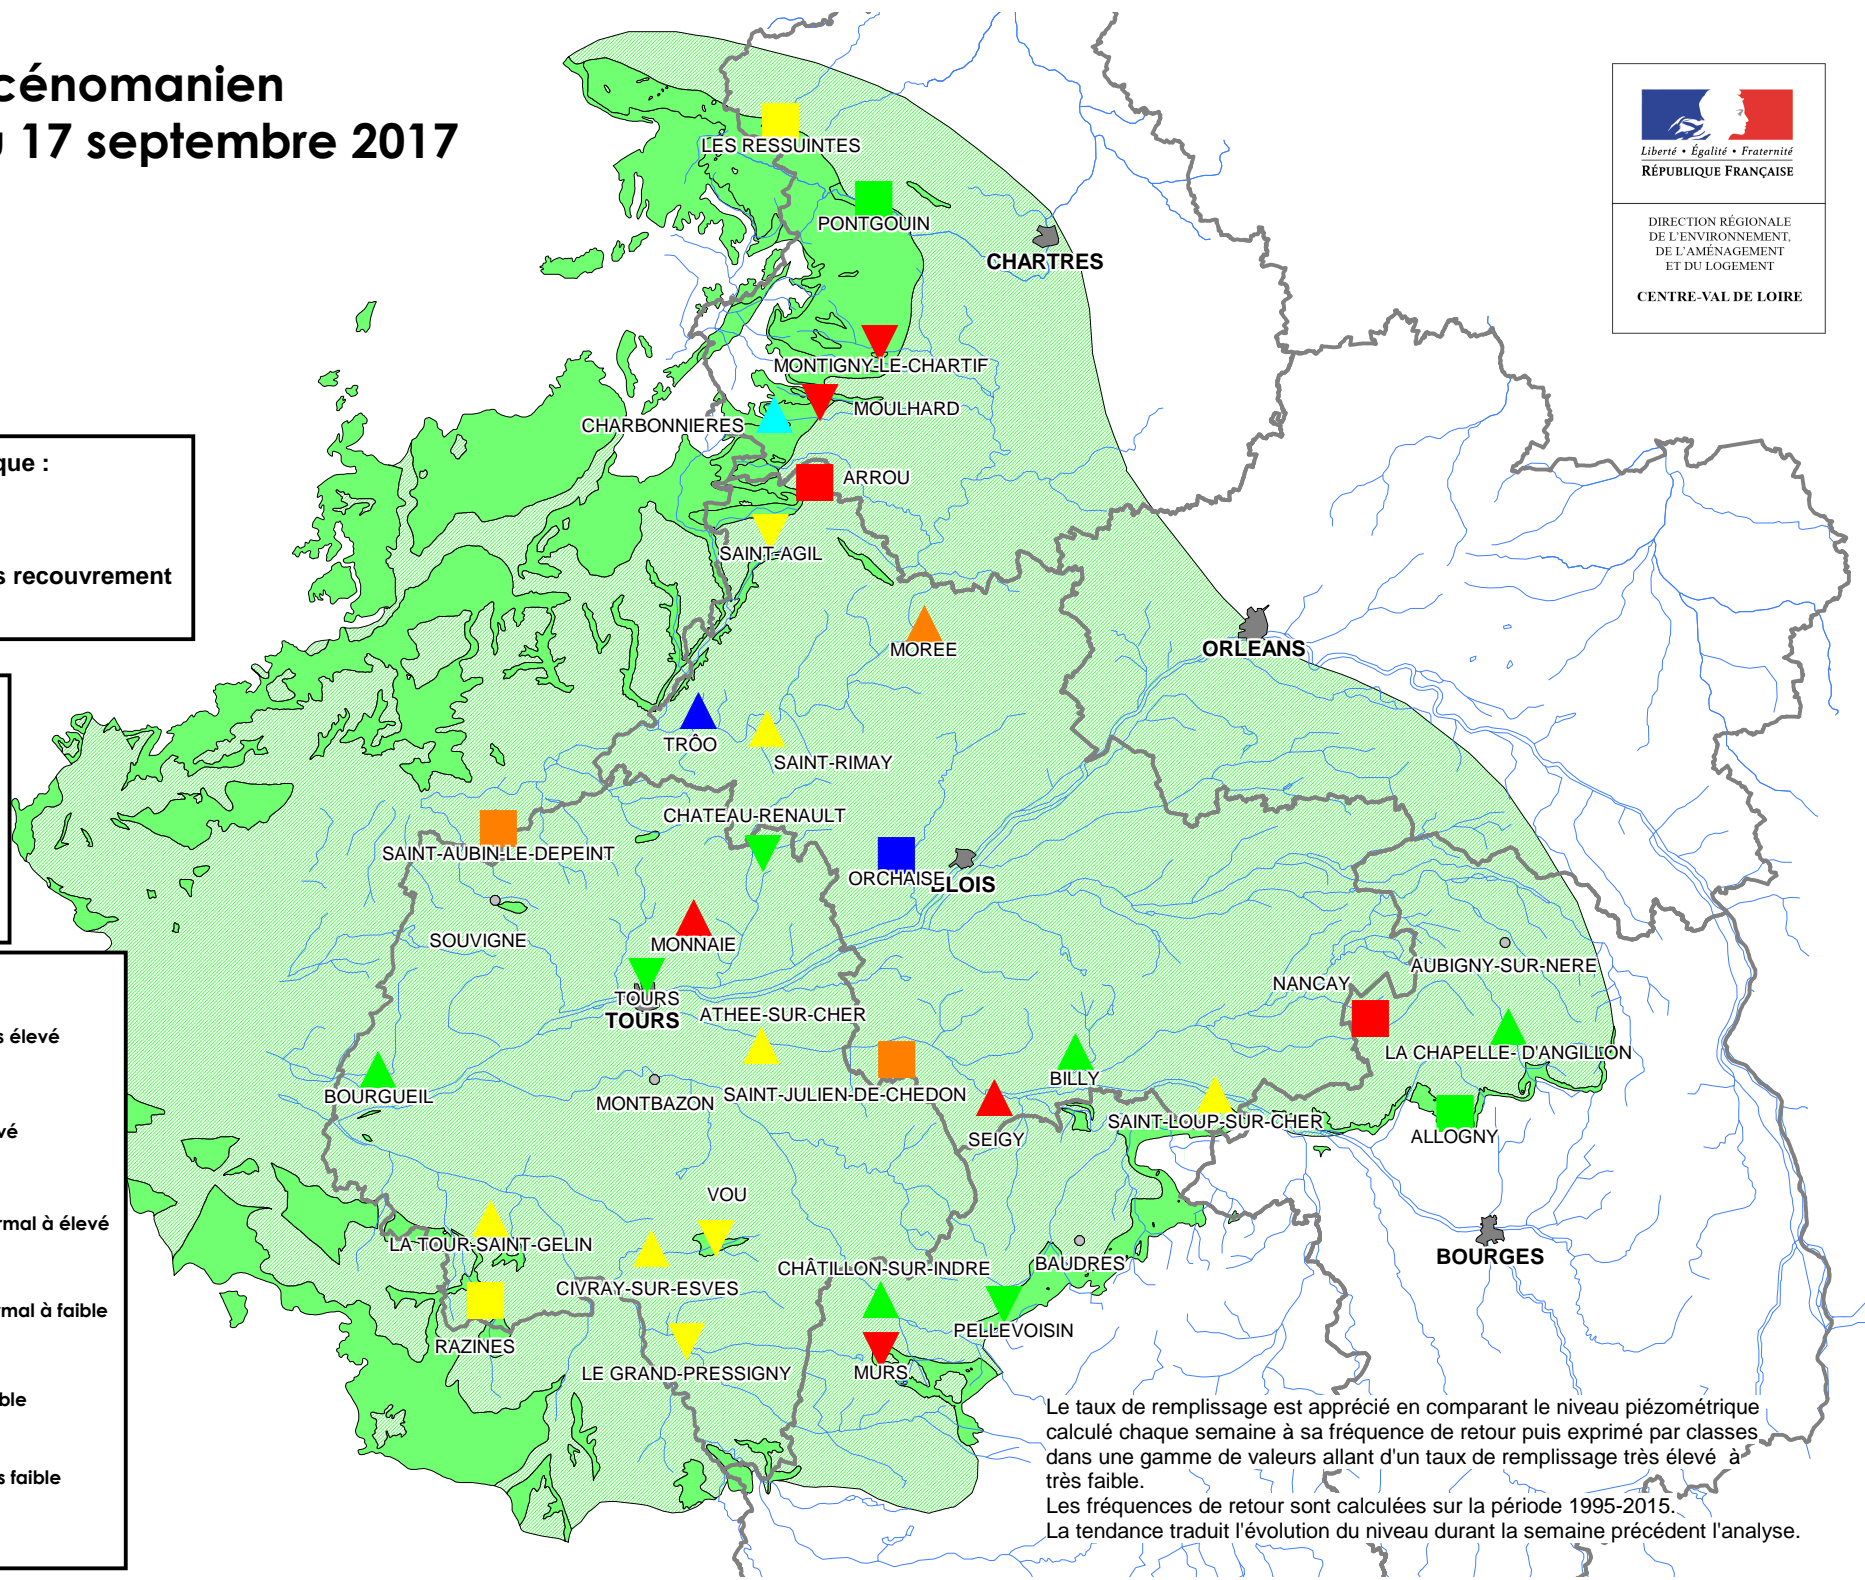 cénomanien
17 septembre 2017
Liberté • Égalité • Fraternité
RÉPUBLIQUE FRANÇAISE
DIRECTION RÉGIONALE
DE L'ENVIRONNEMENT,
DE L'AMÉNAGEMENT
ET DU LOGEMENT
CENTRE-VAL DE LOIRE
LES RESSUINTES
PONTGOUIN
CHARTRES
MONTIGNY-LE-CHARTIF
MOULHARD
CHARBONNIERES
que :
ARROU
SAINT-AGIL
s recouvrement
MOREE
ORLEANS
TRÔO
SAINT-RIMAY
CHATEAU-RENAULT
SAINT-AUBIN-LE-DEPEINT
ORCHAISE
BLOIS
SOUVIGNE
MONNAIE
AUBIGNY-SUR-NERE
NANCAY
TOURS
TOURS
ATHEE-SUR-CHER
s élevé
LA CHAPELLE- D'ANGILLON
BILLY
BOURGUEIL
MONTBAZON
SAINT-JULIEN-DE-CHEDON
SAINT-LOUP-SUR-CHER
SEIGY
ALLOGNY
vé
VOU
rmal à élevé
LA TOUR-SAINT-GELIN
CIVRAY-SUR-ESVES
CHÂTILLON-SUR-INDRE
BAUDRES
BOURGES
rmal à faible
PELLEVOISIN
RAZINES
LE GRAND-PRESSIGNY
MURS
ble
s faible
Le taux de remplissage est apprécié en comparant le niveau piézométrique
calculé chaque semaine à sa fréquence de retour puis exprimé par classes
dans une gamme de valeurs allant d'un taux de remplissage très élevé à
très faible.
Les fréquences de retour sont calculées sur la période 1995-2015.
La tendance traduit l'évolution du niveau durant la semaine précédent l'analyse.